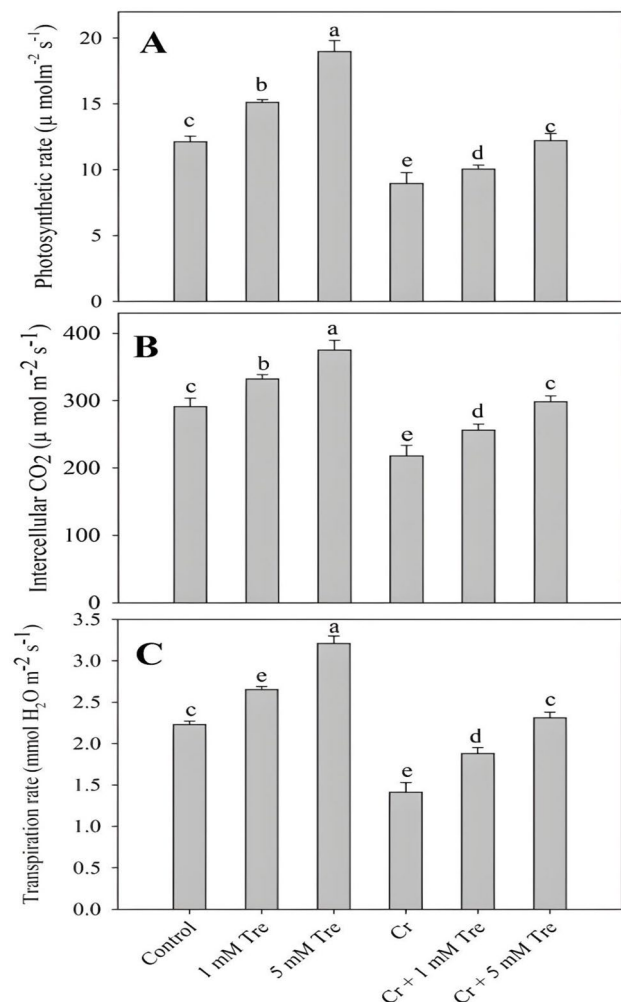 A
Photosynthetic rate (µ molm⁻² s⁻¹)
20
15
10
5
0
c
b
a
e
d
c
B
Intercellular CO₂ (µ mol m⁻² s⁻¹)
400
300
200
100
0
c
b
a
e
d
c
C
Transpiration rate (mmol H₂O m⁻² s⁻¹)
3.5
3.0
2.5
2.0
1.5
1.0
0.5
0.0
c
e
a
e
d
c
Control
1 mM Tre
5 mM Tre
Cr
Cr + 1 mM Tre
Cr + 5 mM Tre